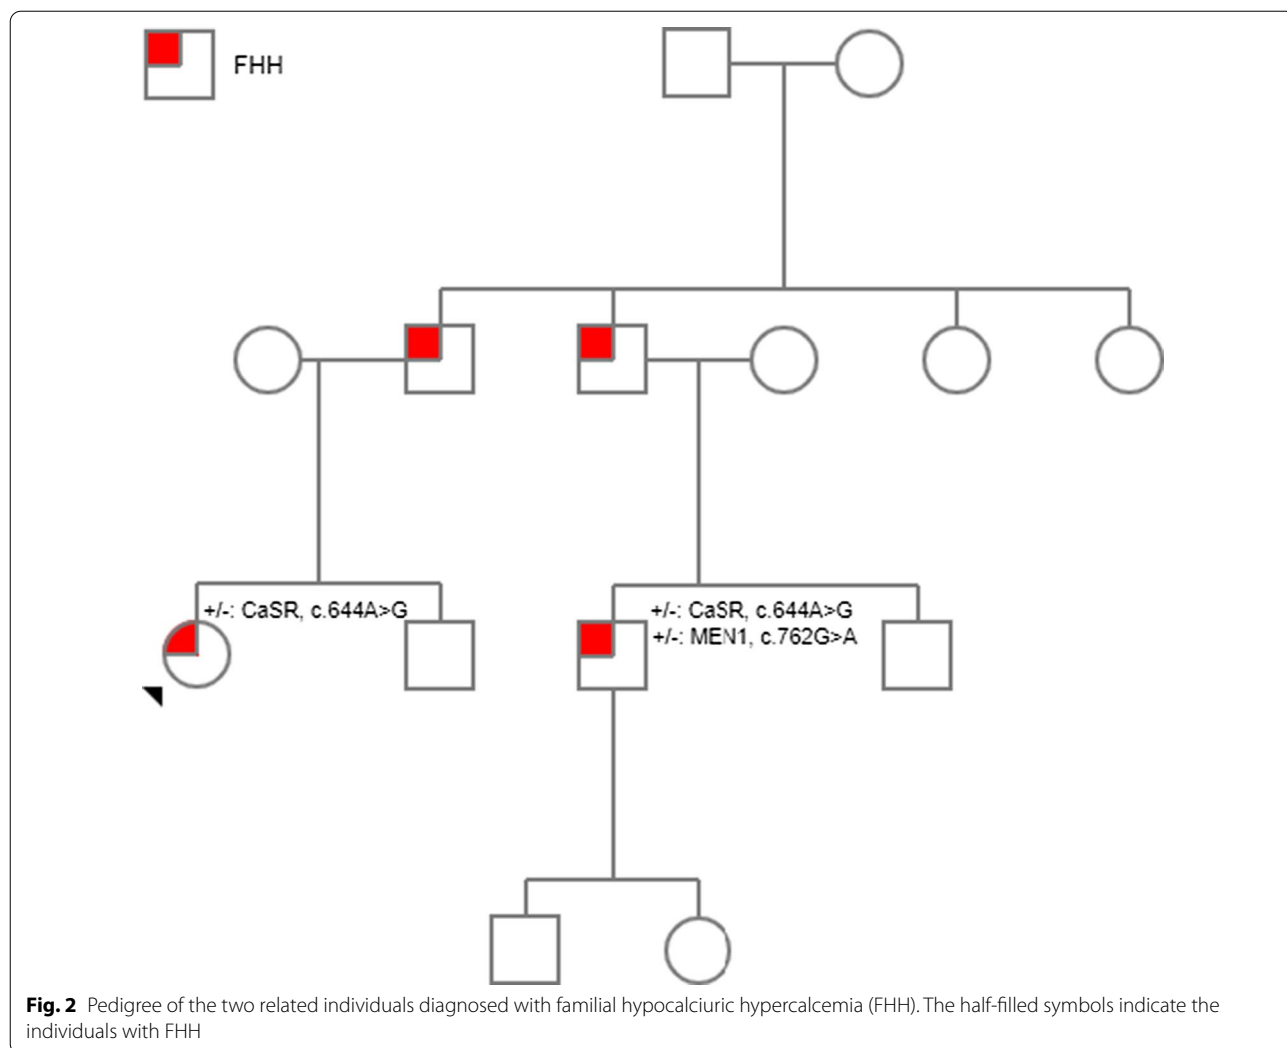 FHH
+/-: CaSR, c.644A>G
+/-: CaSR, c.644A>G
+/-: MEN1, c.762G>A
Fig. 2 Pedigree of the two related individuals diagnosed with familial hypocalciuric hypercalcemia (FHH). The half-filled symbols indicate the
individuals with FHH